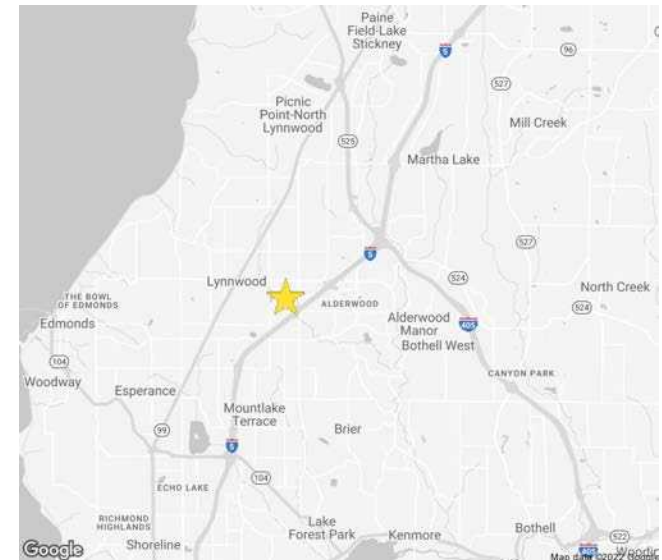 Paine
Field-Lake
Stickney
5
96
527
Picnic
Point-North
Lynnwood
Mill Creek
525
Martha Lake
527
5
524
Lynnwood
North Creek
THE BOWL
OF EDMONDS
ALDERWOOD
524
Edmonds
Alderwood
Manor
405
Bothell West
104
CANYON PARK
Woodway
Esperance
Mountlake
Terrace
99
Brier
5
104
ECHO LAKE
522
RICHMOND
HIGHLANDS
Lake
Forest Park
Kenmore
Bothell
Shoreline
Google
405
Map data ©2022